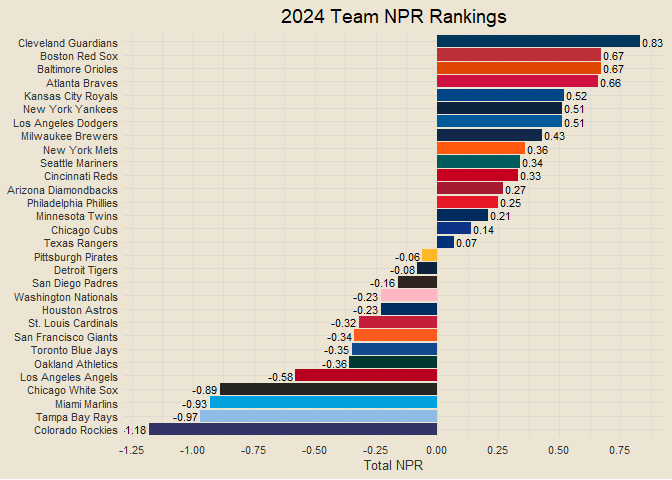 2024 Team NPR Rankings
Cleveland Guardians 0.83
Boston Red Sox 0.67
Baltimore Orioles 0.67
Atlanta Braves 0.66
Kansas City Royals 0.52
New York Yankees 0.51
Los Angeles Dodgers 0.51
Milwaukee Brewers 0.43
New York Mets 0.36
Seattle Mariners 0.34
Cincinnati Reds 0.33
Arizona Diamondbacks 0.27
Philadelphia Phillies 0.25
Minnesota Twins 0.21
Chicago Cubs 0.14
Texas Rangers 0.07
Pittsburgh Pirates -0.06
Detroit Tigers -0.08
San Diego Padres -0.16
Washington Nationals -0.23
Houston Astros -0.23
St. Louis Cardinals -0.32
San Francisco Giants -0.34
Toronto Blue Jays -0.35
Oakland Athletics -0.36
Los Angeles Angels -0.58
Chicago White Sox -0.89
Miami Marlins -0.93
Tampa Bay Rays -0.97
Colorado Rockies -1.18
-1.25 -1.00 -0.75 -0.50 -0.25 0.00 0.25 0.50 0.75
Total NPR